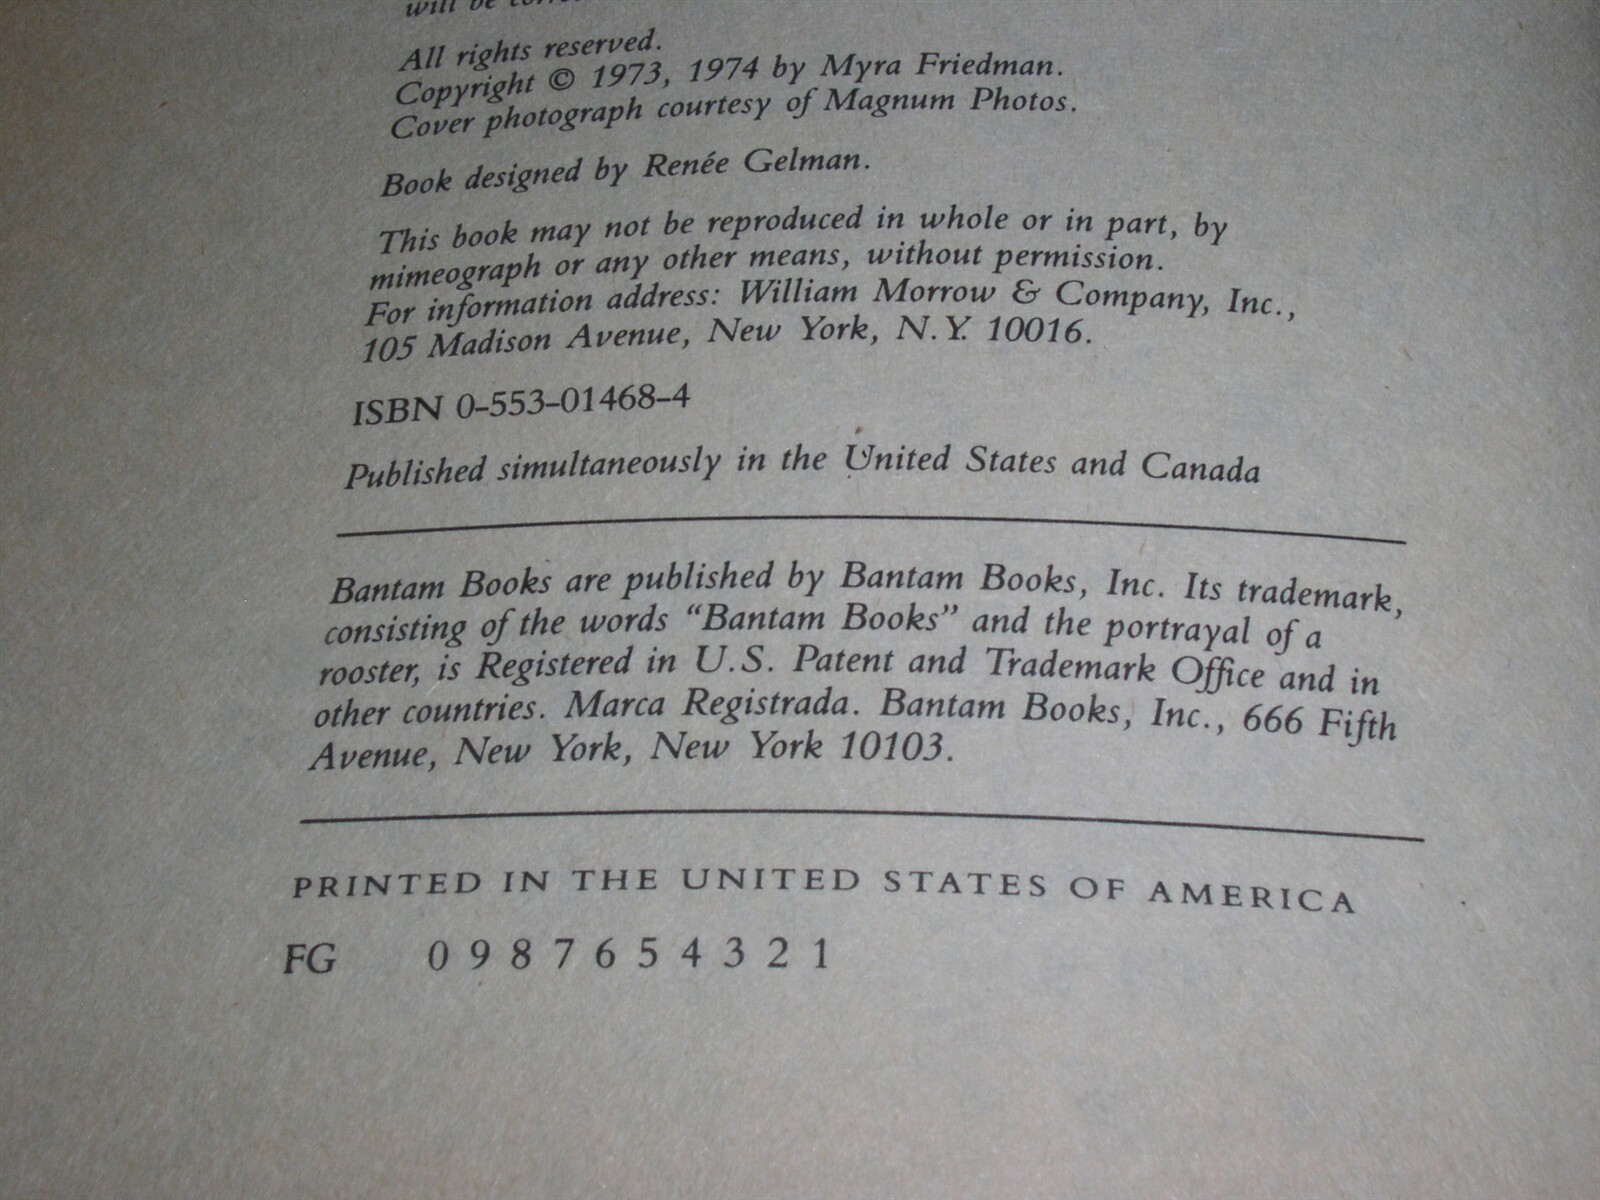 will be
All rights reserved.
Copyright © 1973, 1974 by Myra Friedman.
Cover photograph courtesy of Magnum Photos.
Book designed by Renée Gelman.
This book may not be reproduced in whole or in part, by
mimeograph or any other means, without permission.
For information address: William Morrow & Company, Inc.,
105 Madison Avenue, New York, N.Y. 10016.
ISBN 0-553-01468-4
Published simultaneously in the United States and Canada
Bantam Books are published by Bantam Books, Inc. Its trademark,
consisting of the words "Bantam Books" and the portrayal of a
rooster, is Registered in U.S. Patent and Trademark Office and in
other countries. Marca Registrada. Bantam Books, Inc., 666 Fifth
Avenue, New York, New York 10103.
PRINTED IN THE UNITED STATES OF AMERICA
FG 0 9 8 7 6 5 4 3 2 1